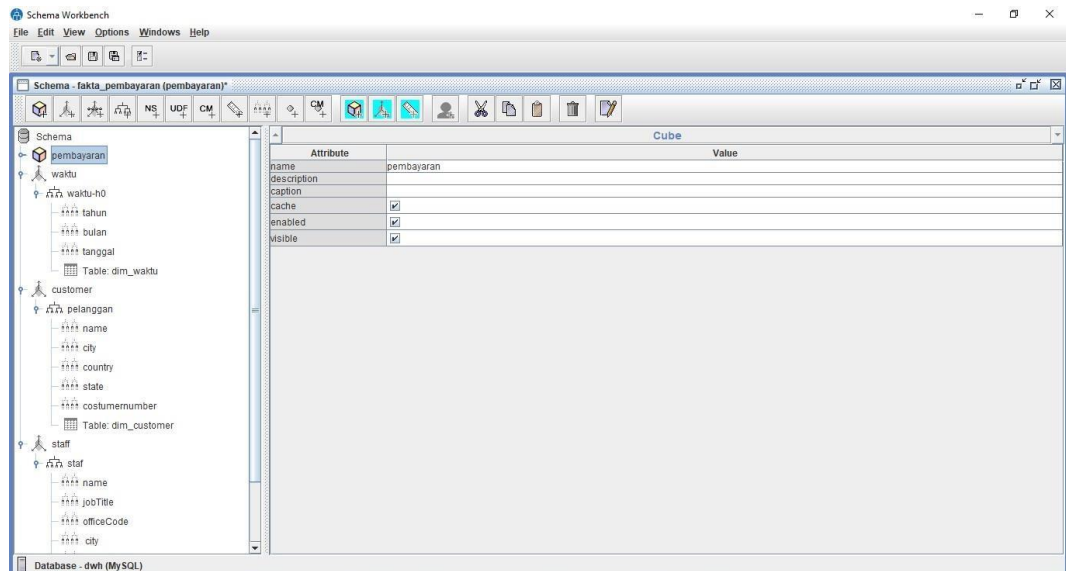 Schema Workbench
File Edit View Options Windows Help
Schema - fakta_pembayaran (pembayaran)*
NS UDF CM CM
Schema
pembayaran
waktu
waktu-h0
tahun
bulan
tanggal
Table: dim_waktu
customer
pelanggan
name
city
country
state
costumernumber
Table: dim_customer
staff
staf
name
jobTitle
officeCode
city
Cube
Attribute Value
name pembayaran
description
caption
cache
enabled
visible
Database - dwh (MySQL)